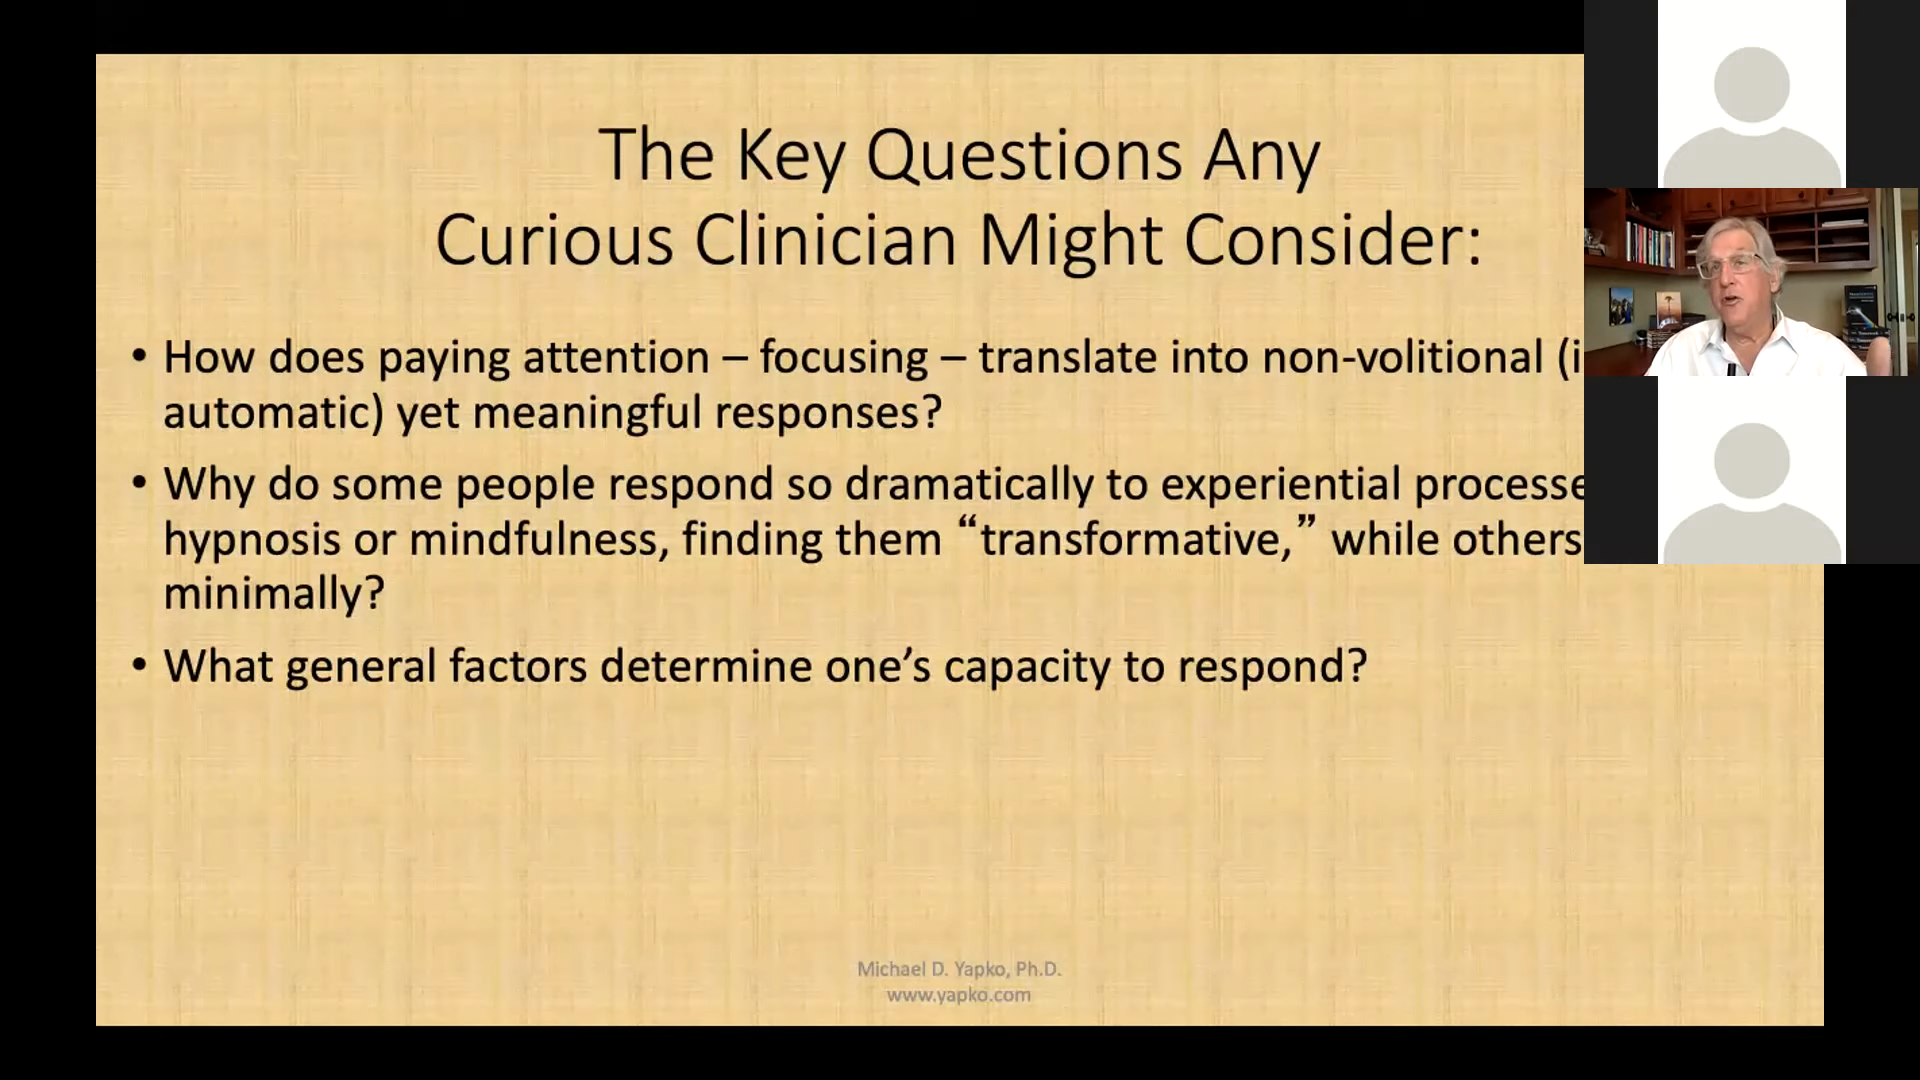 The Key Questions Any
Curious Clinician Might Consider:
• How does paying attention – focusing – translate into non-volitional (i
automatic) yet meaningful responses?
• Why do some people respond so dramatically to experiential processe
hypnosis or mindfulness, finding them “transformative,” while others
minimally?
• What general factors determine one’s capacity to respond?
Michael D. Yapko, Ph.D.
www.yapko.com